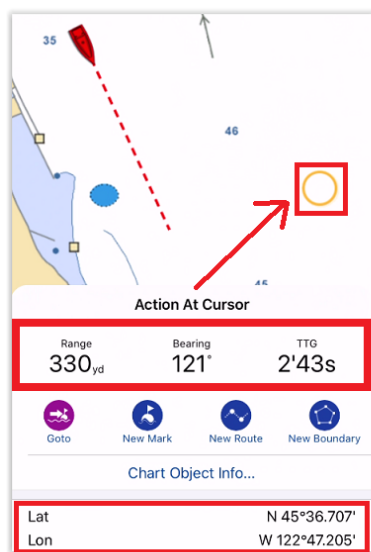 35
46
45
Action At Cursor
Range Bearing TTG
330yd 121° 2'43s
Goto New Mark New Route New Boundary
Chart Object Info...
Lat N 45°36.707'
Lon W 122°47.205'